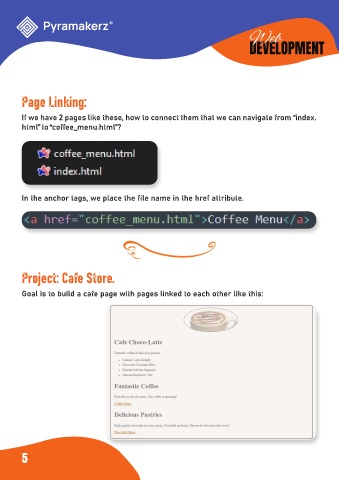 Pyramakerz®
Web
DEVELOPMENT
Page Linking:
If we have 2 pages like these, how to connect them that we can navigate from "index.
html" to "coffee_menu.html"?
coffee_menu.html
index.html
In the anchor tags, we place the file name in the href attribute.
<a href="coffee_menu.html">Coffee Menu</a>
Project: Cafe Store.
Goal is to build a cafe page with pages linked to each other like this:
Cafe Choco-Latte
Fantastic Coffee
Coffee Menu
Delicious Pastries
5